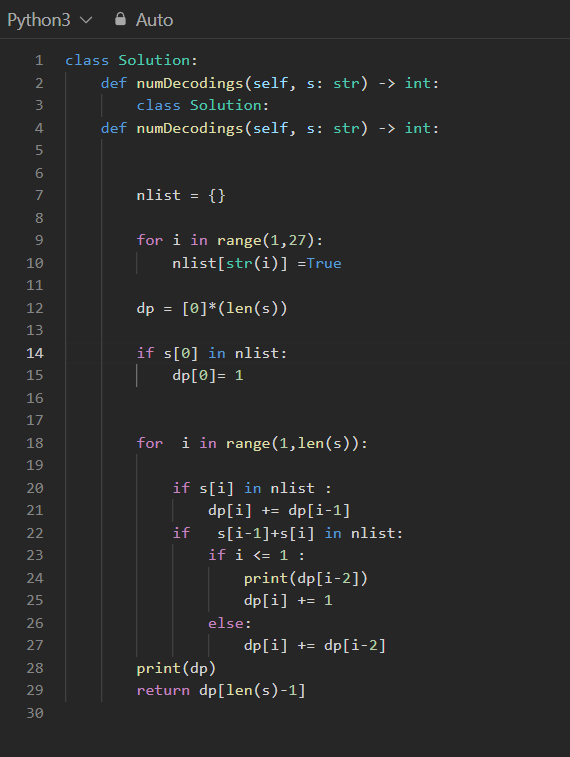 Python3 Auto
1 class Solution:
2     def numDecodings(self, s: str) -> int:
3         class Solution:
4     def numDecodings(self, s: str) -> int:
5
6
7         nlist = {}
8
9         for i in range(1,27):
10             nlist[str(i)] =True
11
12         dp = [0]*(len(s))
13
14         if s[0] in nlist:
15             dp[0]= 1
16
17
18         for  i in range(1,len(s)):
19
20             if s[i] in nlist :
21                 dp[i] += dp[i-1]
22             if   s[i-1]+s[i] in nlist:
23                 if i <= 1 :
24                     print(dp[i-2])
25                     dp[i] += 1
26                 else:
27                     dp[i] += dp[i-2]
28         print(dp)
29         return dp[len(s)-1]
30